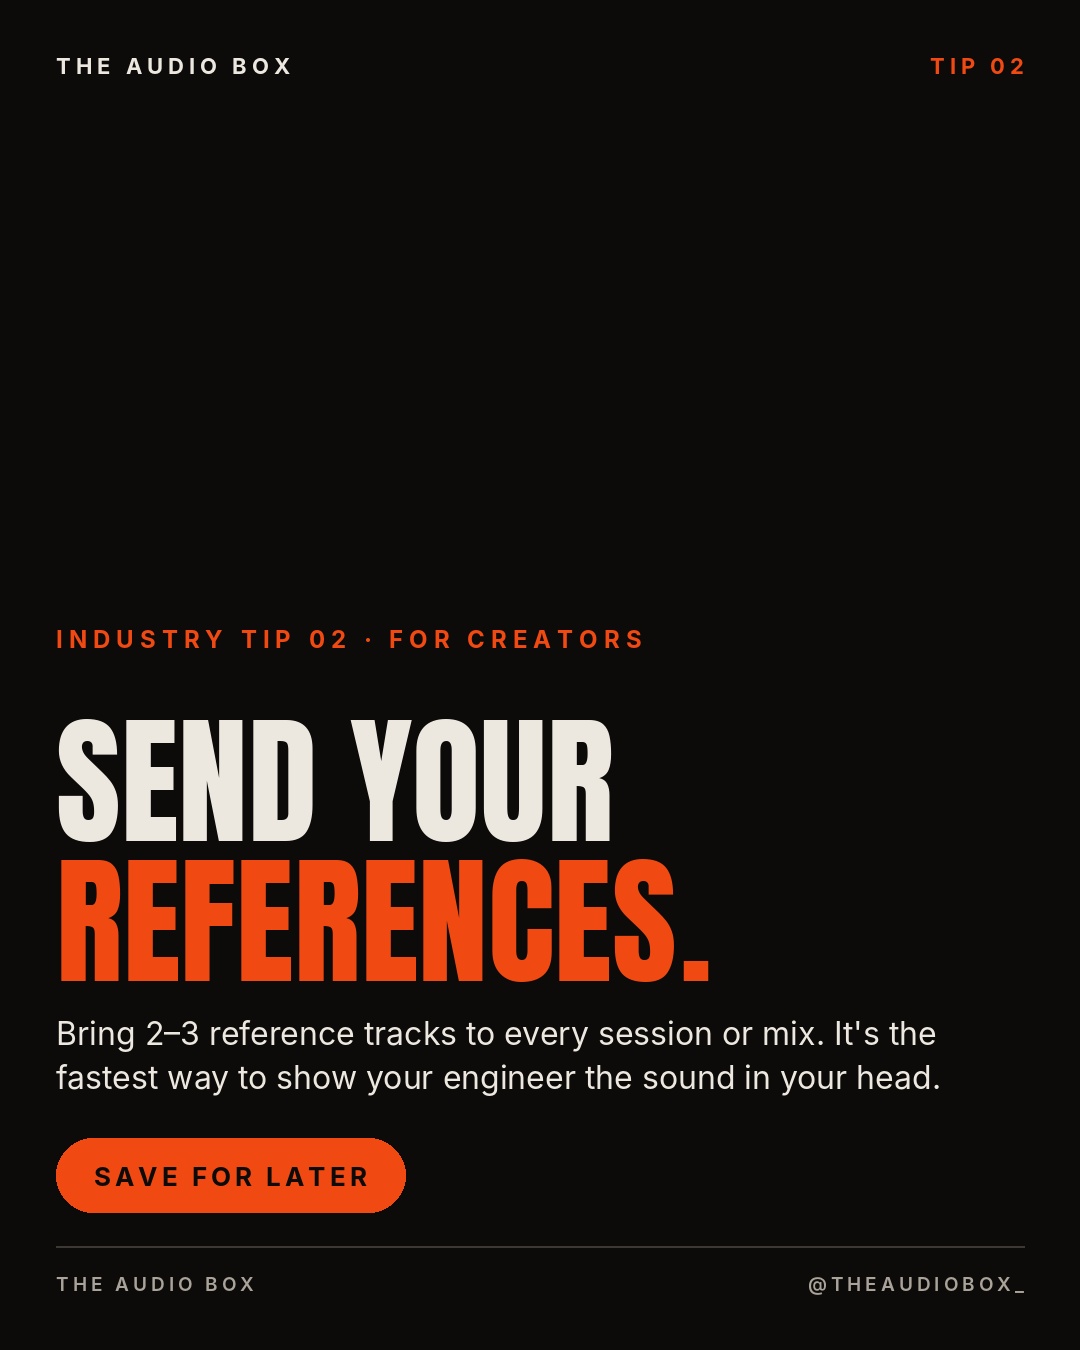 THE AUDIO BOX
TIP 02
INDUSTRY TIP 02 · FOR CREATORS
SEND YOUR
REFERENCES.
Bring 2–3 reference tracks to every session or mix. It's the
fastest way to show your engineer the sound in your head.
SAVE FOR LATER
THE AUDIO BOX
@THEAUDIOBOX_